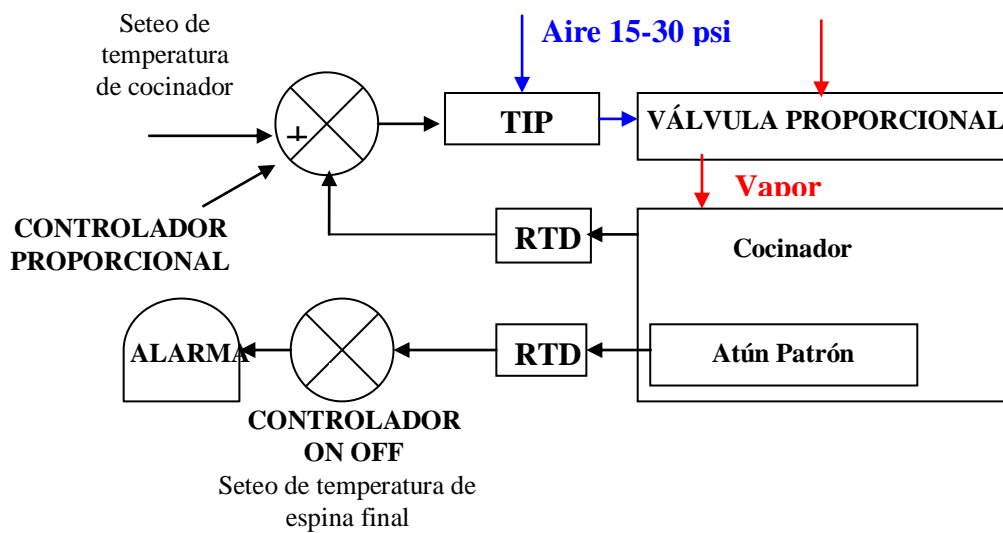 Seteo de
temperatura
de cocinador
Aire 15-30 psi
+
TIP
VÁLVULA PROPORCIONAL
Vapor
CONTROLADOR
PROPORCIONAL
RTD
Cocinador
ALARMA
RTD
Atún Patrón
CONTROLADOR
ON OFF
Seteo de temperatura de
espina final